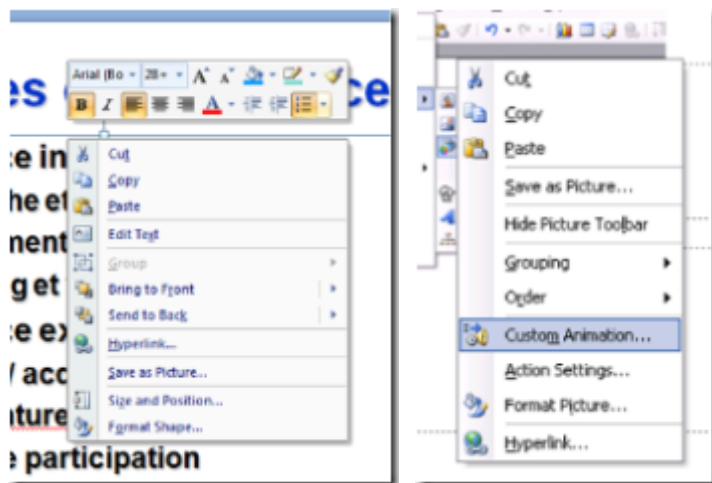 Arial (Bo
28+
B I
Cut
Copy
Paste
Edit Text
Group
Bring to Front
Send to Back
Hyperlink...
Save as Picture...
Size and Position...
Format Shape...
es
ce
e in
he et
ment
g et
e ex
acc
ature
e participation
Cut
Copy
Paste
Save as Picture...
Hide Picture Toolbar
Grouping
Order
Custom Animation...
Action Settings...
Format Picture...
Hyperlink...